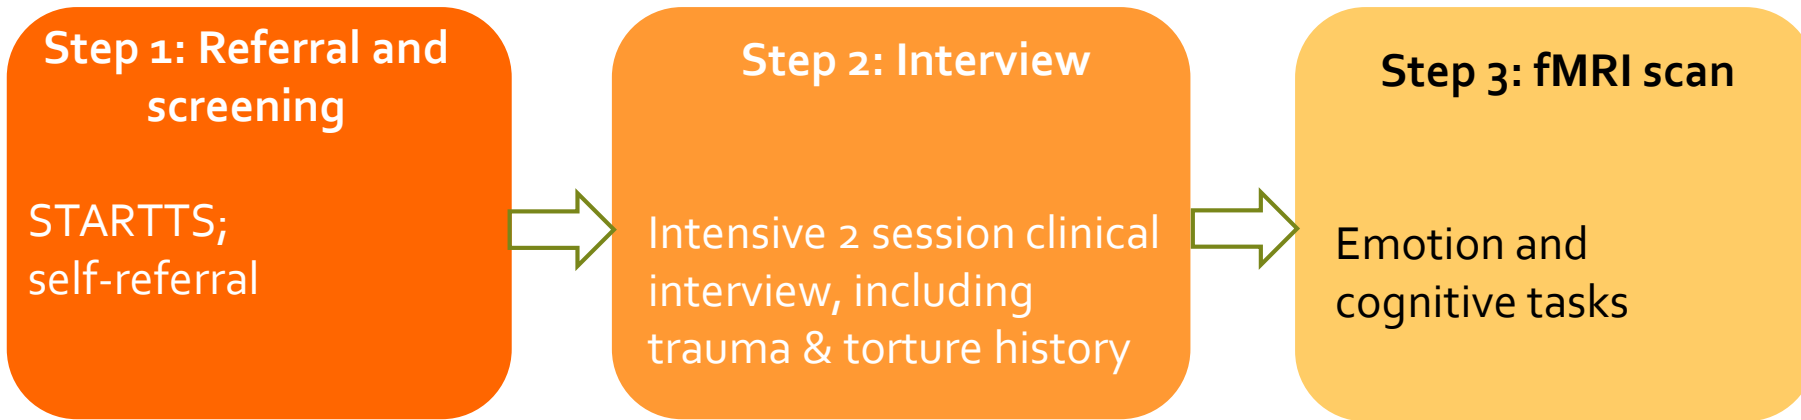 Step 1: Referral and
screening
STARTTS;
self-referral
Step 2: Interview
Intensive 2 session clinical
interview, including
trauma & torture history
Step 3: fMRI scan
Emotion and
cognitive tasks